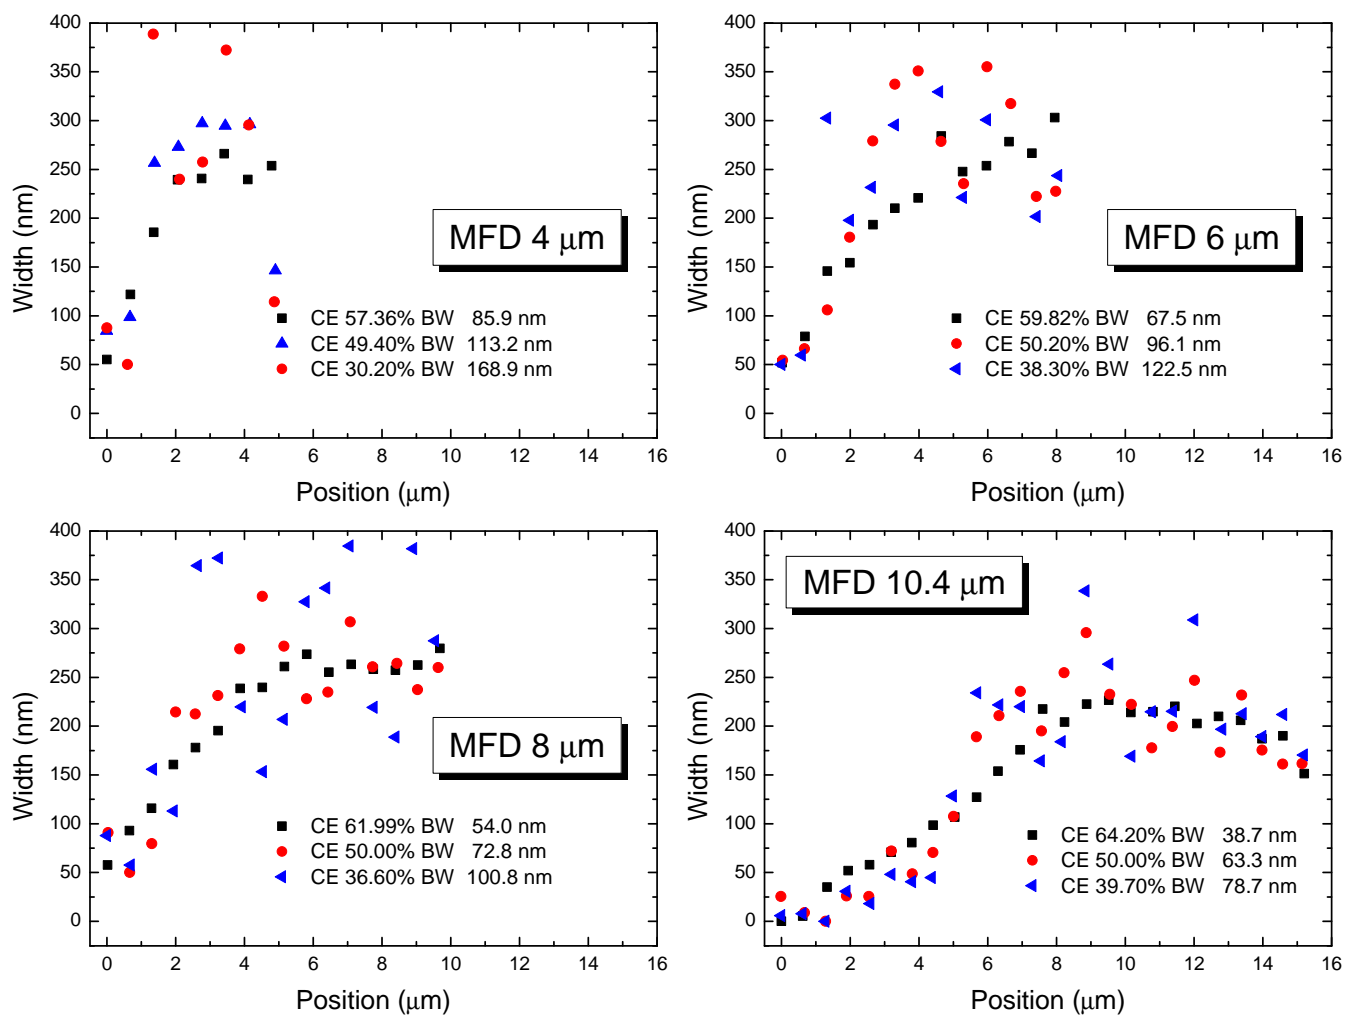 400
350
300
250
200
150
100
50
0
Width (nm)
MFD 4 μm
CE 57.36% BW 85.9 nm
CE 49.40% BW 113.2 nm
CE 30.20% BW 168.9 nm
0 2 4 6 8 10 12 14 16
Position (μm)
400
350
300
250
200
150
100
50
0
Width (nm)
MFD 6 μm
CE 59.82% BW 67.5 nm
CE 50.20% BW 96.1 nm
CE 38.30% BW 122.5 nm
0 2 4 6 8 10 12 14 16
Position (μm)
400
350
300
250
200
150
100
50
0
Width (nm)
MFD 8 μm
CE 61.99% BW 54.0 nm
CE 50.00% BW 72.8 nm
CE 36.60% BW 100.8 nm
0 2 4 6 8 10 12 14 16
Position (μm)
400
350
300
250
200
150
100
50
0
Width (nm)
MFD 10.4 μm
CE 64.20% BW 38.7 nm
CE 50.00% BW 63.3 nm
CE 39.70% BW 78.7 nm
0 2 4 6 8 10 12 14 16
Position (μm)